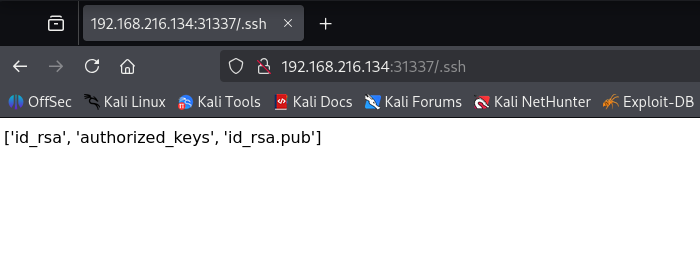 192.168.216.134:31337/.ssh
192.168.216.134:31337/.ssh
OffSec Kali Linux Kali Tools Kali Docs Kali Forums Kali NetHunter Exploit-DB
['id_rsa', 'authorized_keys', 'id_rsa.pub']